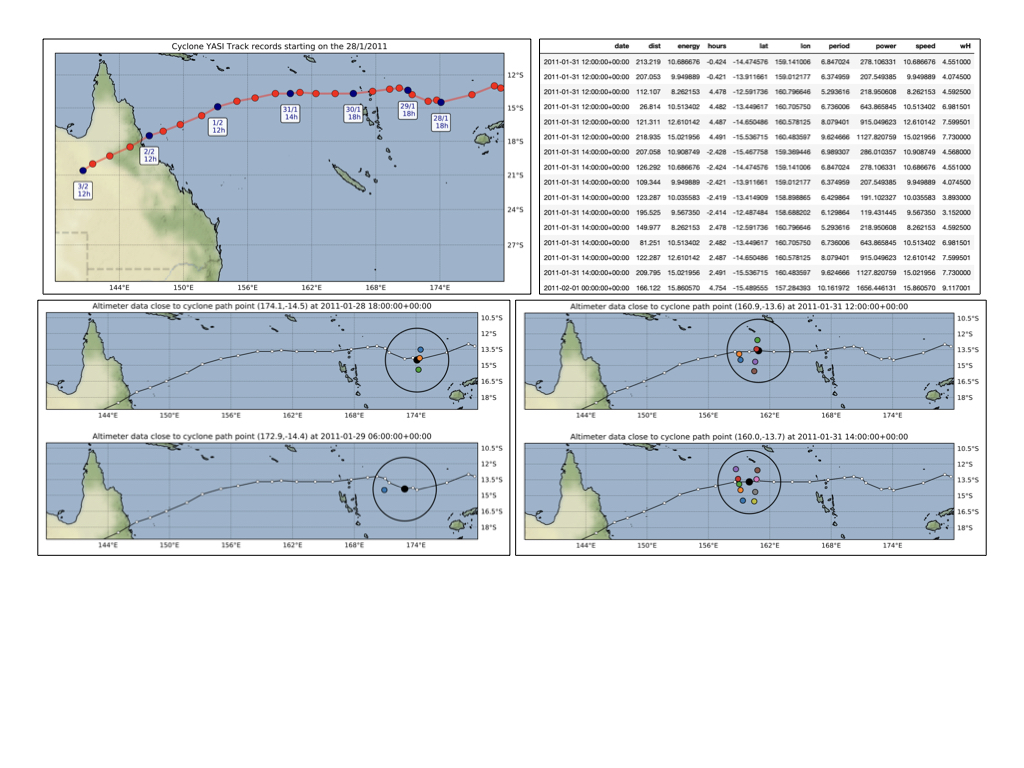 Cyclone YASI Track records starting on the 28/1/2011
12°S
15°S
18°S
21°S
24°S
27°S
31/1
14h
30/1
18h
29/1
18h
28/1
18h
1/2
12h
2/2
12h
3/2
12h
144°E 150°E 156°E 162°E 168°E 174°E
date dist energy hours lat lon period power speed wH
2011-01-31 12:00:00+00:00 213.219 10.686676 -0.424 -14.474576 159.141006 6.847024 278.106331 10.686676 4.551000
2011-01-31 12:00:00+00:00 207.053 9.949889 -0.421 -13.911661 159.012177 6.374959 207.549385 9.949889 4.074500
2011-01-31 12:00:00+00:00 112.107 8.262153 4.478 -12.591736 160.796646 5.293616 218.950608 8.262153 4.592500
2011-01-31 12:00:00+00:00 26.814 10.513402 4.482 -13.449617 160.705750 6.736006 643.865845 10.513402 6.981501
2011-01-31 12:00:00+00:00 121.311 12.610142 4.487 -14.650486 160.578125 8.079401 915.049623 12.610142 7.599501
2011-01-31 12:00:00+00:00 218.935 15.021956 4.491 -15.536715 160.483597 9.624666 1127.820759 15.021956 7.730000
2011-01-31 14:00:00+00:00 207.058 10.908749 -2.428 -15.467758 159.369446 6.989307 286.010357 10.908749 4.568000
2011-01-31 14:00:00+00:00 126.292 10.686676 -2.424 -14.474576 159.141006 6.847024 278.106331 10.686676 4.551000
2011-01-31 14:00:00+00:00 109.344 9.949889 -2.421 -13.911661 159.012177 6.374959 207.549385 9.949889 4.074500
2011-01-31 14:00:00+00:00 123.287 10.035583 -2.419 -13.414909 158.898865 6.429864 191.102327 10.035583 3.893000
2011-01-31 14:00:00+00:00 195.525 9.567350 -2.414 -12.487484 158.688202 6.129864 119.431445 9.567350 3.152000
2011-01-31 14:00:00+00:00 149.977 8.262153 2.478 -12.591736 160.796646 5.293616 218.950608 8.262153 4.592500
2011-01-31 14:00:00+00:00 81.251 10.513402 2.482 -13.449617 160.705750 6.736006 643.865845 10.513402 6.981501
2011-01-31 14:00:00+00:00 122.287 12.610142 2.487 -14.650486 160.578125 8.079401 915.049623 12.610142 7.599501
2011-01-31 14:00:00+00:00 209.795 15.021956 2.491 -15.536715 160.483597 9.624666 1127.820759 15.021956 7.730000
2011-02-01 00:00:00+00:00 166.122 15.860570 4.754 -15.489555 157.284393 10.161972 1656.446131 15.860570 9.117001
Altimeter data close to cyclone path point (174.1,-14.5) at 2011-01-28 18:00:00+00:00
10.5°S
12°S
13.5°S
15°S
16.5°S
18°S
144°E 150°E 156°E 162°E 168°E 174°E
Altimeter data close to cyclone path point (172.9,-14.4) at 2011-01-29 06:00:00+00:00
10.5°S
12°S
13.5°S
15°S
16.5°S
18°S
144°E 150°E 156°E 162°E 168°E 174°E
Altimeter data close to cyclone path point (160.9,-13.6) at 2011-01-31 12:00:00+00:00
10.5°S
12°S
13.5°S
15°S
16.5°S
18°S
144°E 150°E 156°E 162°E 168°E 174°E
Altimeter data close to cyclone path point (160.0,-13.7) at 2011-01-31 14:00:00+00:00
10.5°S
12°S
13.5°S
15°S
16.5°S
18°S
144°E 150°E 156°E 162°E 168°E 174°E